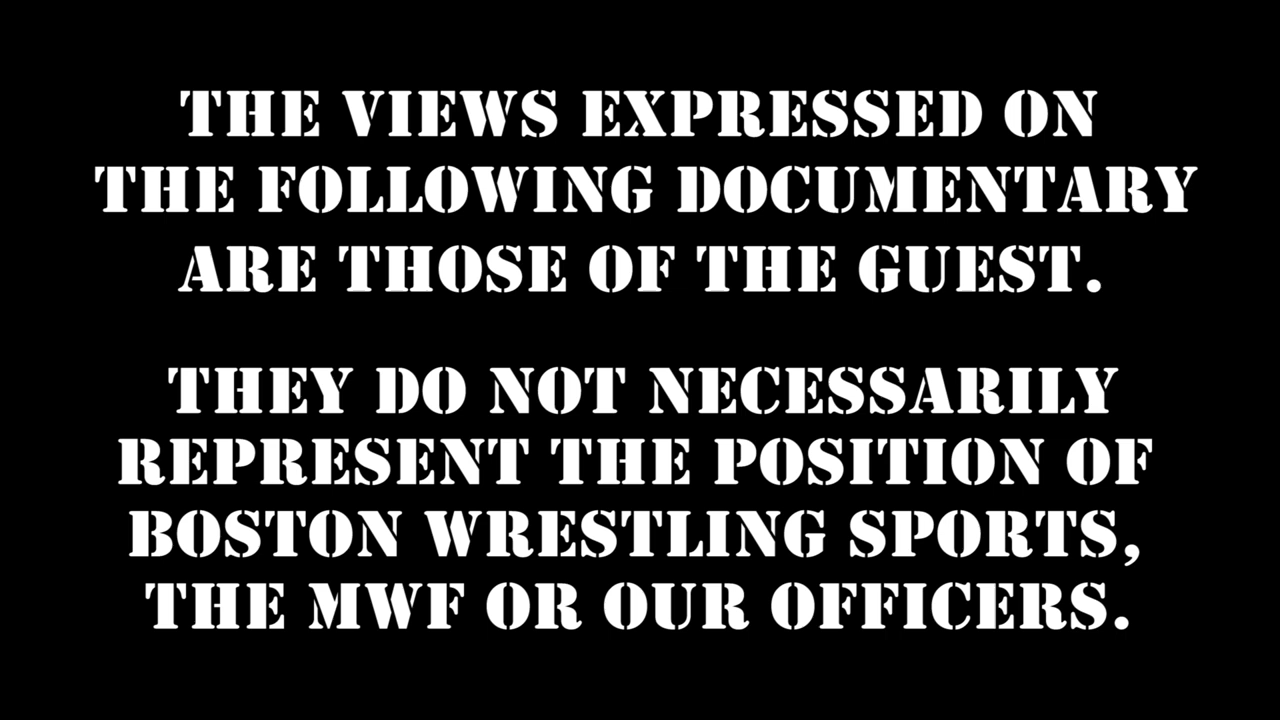 THE VIEWS EXPRESSED ON
THE FOLLOWING DOCUMENTARY
ARE THOSE OF THE GUEST.
THEY DO NOT NECESSARILY
REPRESENT THE POSITION OF
BOSTON WRESTLING SPORTS,
THE MWF OR OUR OFFICERS.